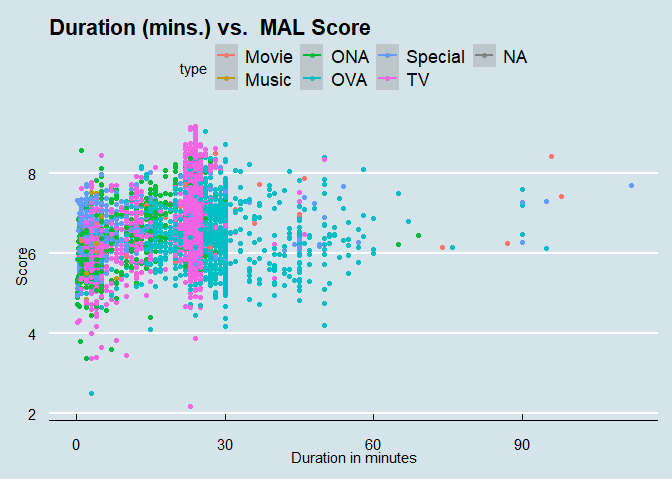 Duration (mins.) vs.  MAL Score
type
Movie ONA Special NA
Music OVA TV
Score
8
6
4
2
0 30 60 90
Duration in minutes